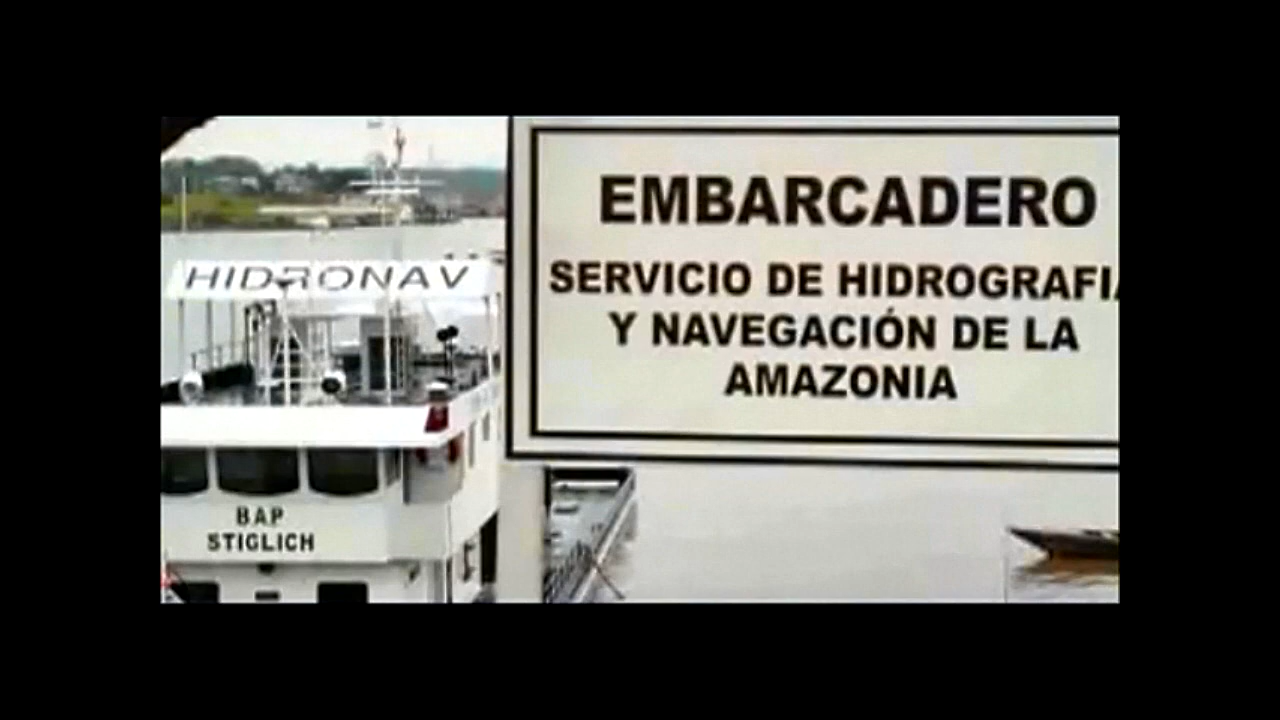 HIDRONAV
BAP
STIGLICH
EMBARCADERO
SERVICIO DE HIDROGRAFIA
Y NAVEGACIÓN DE LA
AMAZONIA